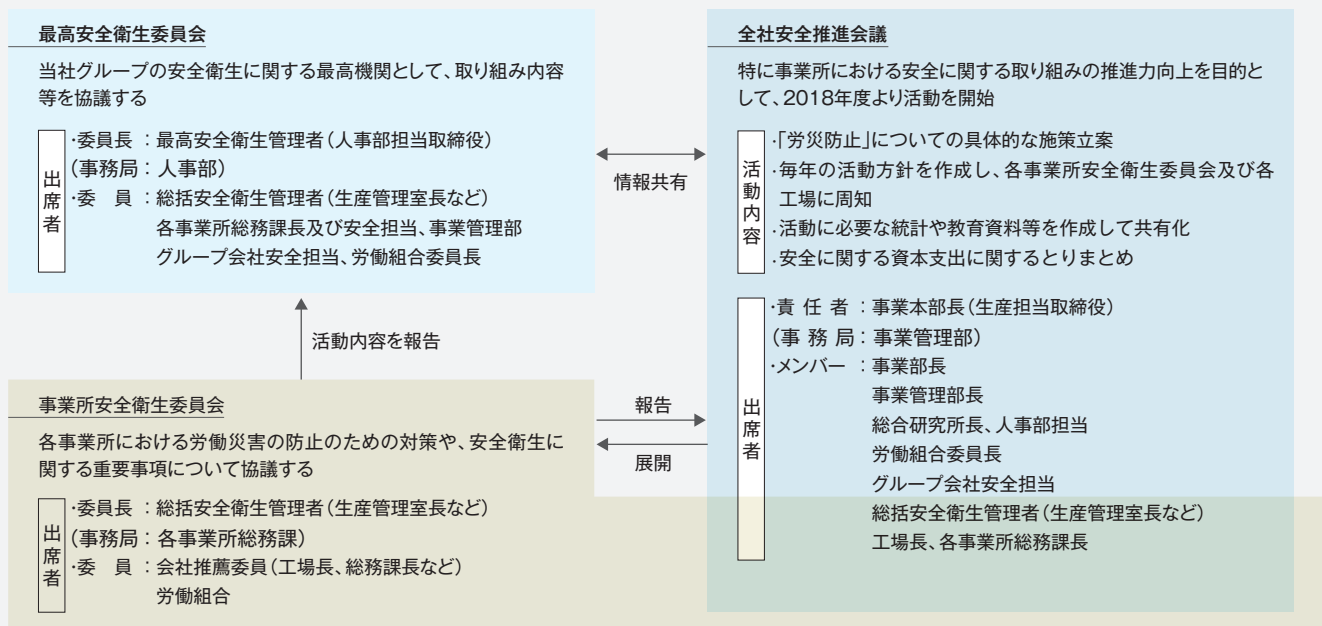 最高安全衛生委員会
当社グループの安全衛生に関する最高機関として、取り組み内容
等を協議する
出席者
・委員長 ：最高安全衛生管理者（人事部担当取締役）
（事務局：人事部）
・委　員 ：総括安全衛生管理者（生産管理室長など）
各事業所総務課長及び安全担当、事業管理部
グループ会社安全担当、労働組合委員長
情報共有
全社安全推進会議
特に事業所における安全に関する取り組みの推進力向上を目的と
して、2018年度より活動を開始
活動内容
・「労災防止」についての具体的な施策立案
・毎年の活動方針を作成し、各事業所安全衛生委員会及び各
工場に周知
・活動に必要な統計や教育資料等を作成して共有化
・安全に関する資本支出に関するとりまとめ
出席者
・責 任 者 ：事業本部長（生産担当取締役）
（事 務 局：事業管理部）
・メンバー ：事業部長
事業管理部長
総合研究所長、人事部担当
労働組合委員長
グループ会社安全担当
総括安全衛生管理者（生産管理室長など）
工場長、各事業所総務課長
活動内容を報告
事業所安全衛生委員会
各事業所における労働災害の防止のための対策や、安全衛生に
関する重要事項について協議する
出席者
・委員長 ：総括安全衛生管理者（生産管理室長など）
（事務局：各事業所総務課）
・委　員 ：会社推薦委員（工場長、総務課長など）
労働組合
報告
展開